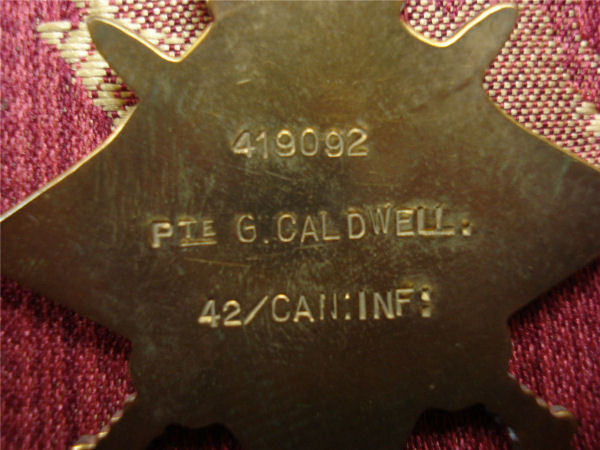 419092
PTE G. CALDWELL.
42/CAN:INF: